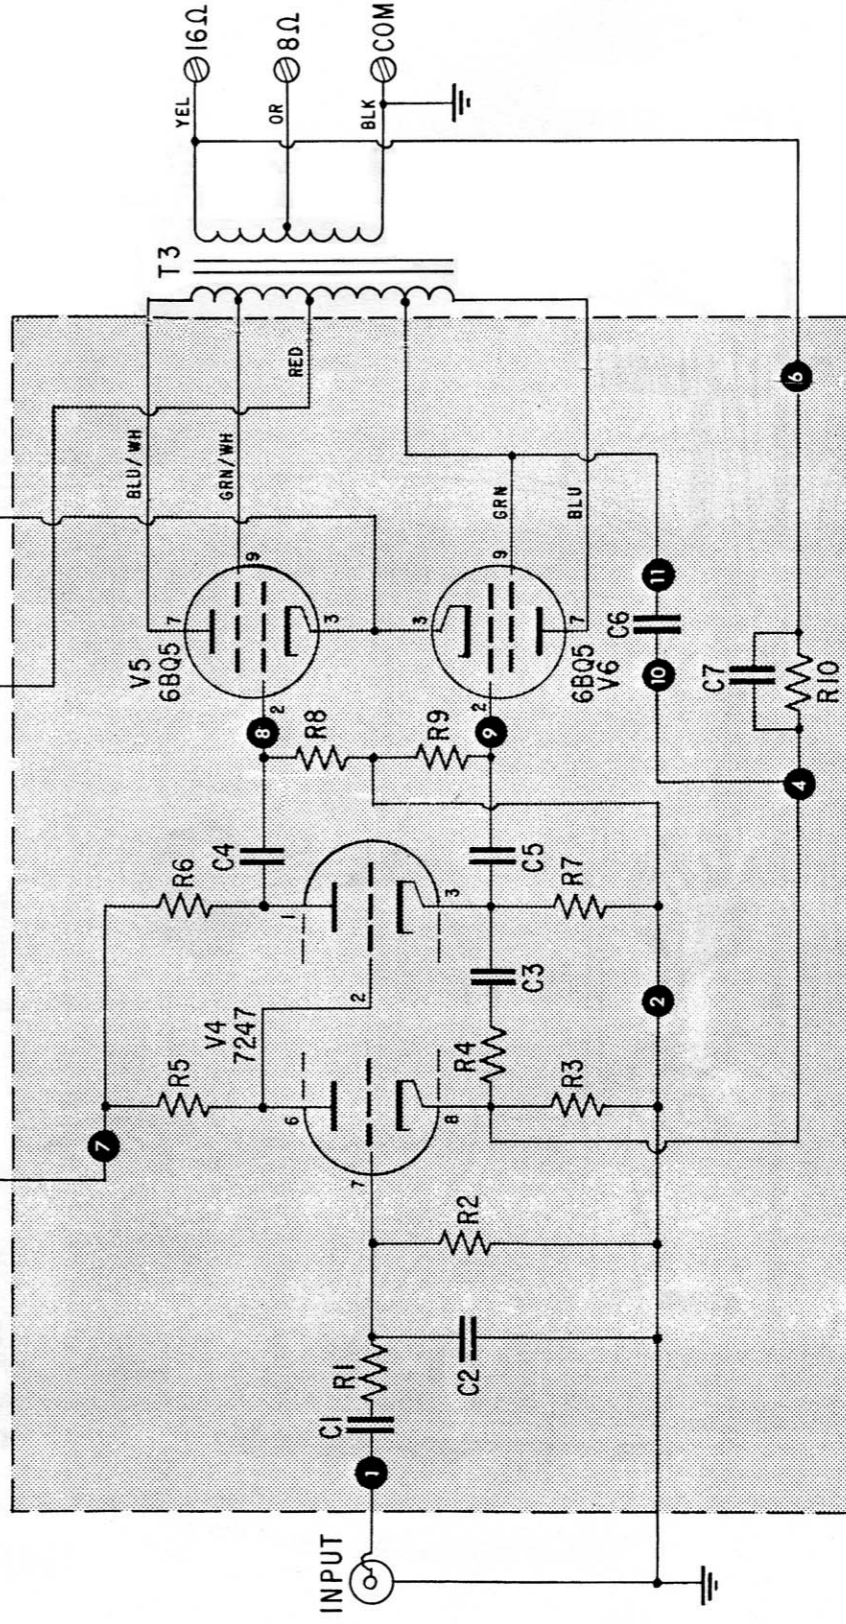 7
R5
R6
V5
6BQ5
7
BLU/WH
T3
YEL
16Ω
V4
7247
C4
GRN/WH
9
6
1
8
2
RED
OR
8Ω
3
R8
INPUT
1
C1
R1
7
2
BLK
COM
R9
3
8
3
2
9
9
GRN
C2
R2
R4
C3
C5
R3
R7
6BQ5
V6
7
BLU
C6
2
10
11
C7
4
R10
6